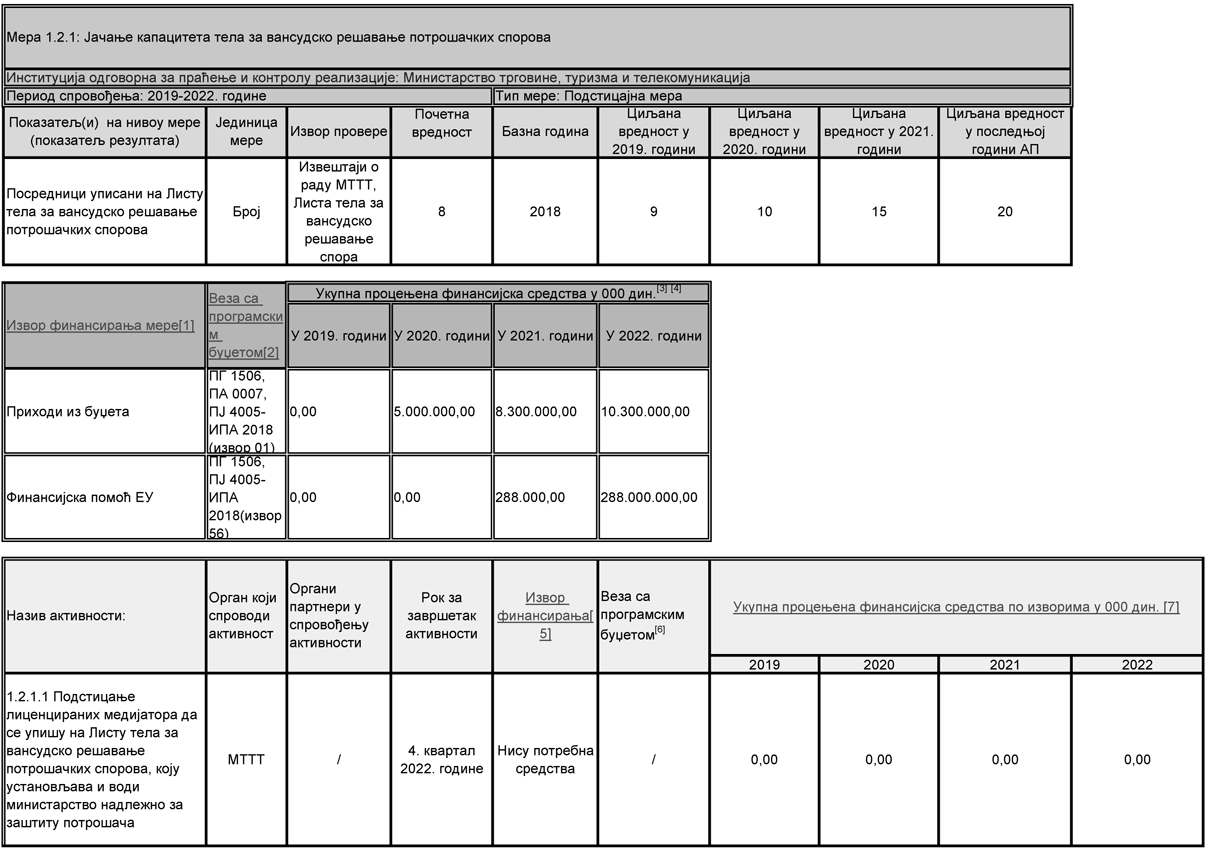 Мера 1.2.1: Јачање капацитета тела за вансудско решавање потрошачких спорова
Институција одговорна за праћење и контролу реализације: Министарство трговине, туризма и телекомуникација
Период спровођења: 2019-2022. године
Тип мере: Подстицајна мера
Показатељ(и) на нивоу мере
(показатељ резултата)
Јединица
мере
Извор провере
Почетна
вредност
Базна година
Циљана
вредност у
2019. години
Циљана
вредност у
2020. години
Циљана
вредност у 2021.
години
Циљана вредност
у последњој
години АП
Посредници уписани на Листу
тела за вансудско решавање
потрошачких спорова
Број
Извештаји о
раду МТТТ,
Листа тела за
вансудско
решавање
спора
8
2018
9
10
15
20
Извор финансирања мере[1]
Веза са
програмски
м
буџетом[2]
Укупна процењена финансијска средства у 000 дин.[3] [4]
У 2019. години
У 2020. години
У 2021. години
У 2022. години
Приходи из буџета
ПГ 1506,
ПА 0007,
ПЈ 4005-
ИПА 2018
(извор 01)
0,00
5.000.000,00
8.300.000,00
10.300.000,00
Финансијска помоћ ЕУ
ПГ 1506,
ПЈ 4005-
ИПА
2018(извор
56)
0,00
0,00
288.000,00
288.000.000,00
Назив активности:
Орган који
спроводи
активност
Органи
партнери у
спровођењу
активности
Рок за
завршетак
активности
Извор
финансирања[
5]
Веза са
програмским
буџетом[6]
Укупна процењена финансијска средства по изворима у 000 дин. [7]
2019
2020
2021
2022
1.2.1.1 Подстицање
лиценцираних медијатора да
се упишу на Листу тела за
вансудско решавање
потрошачких спорова, коју
установљава и води
министарство надлежно за
заштиту потрошача
МТТТ
/
4. квартал
2022. године
Нису потребна
средства
/
0,00
0,00
0,00
0,00